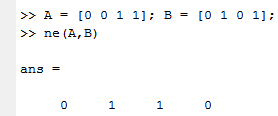 >> A = [0 0 1 1]; B = [0 1 0 1];
>> ne(A,B)
ans =
0 1 1 0